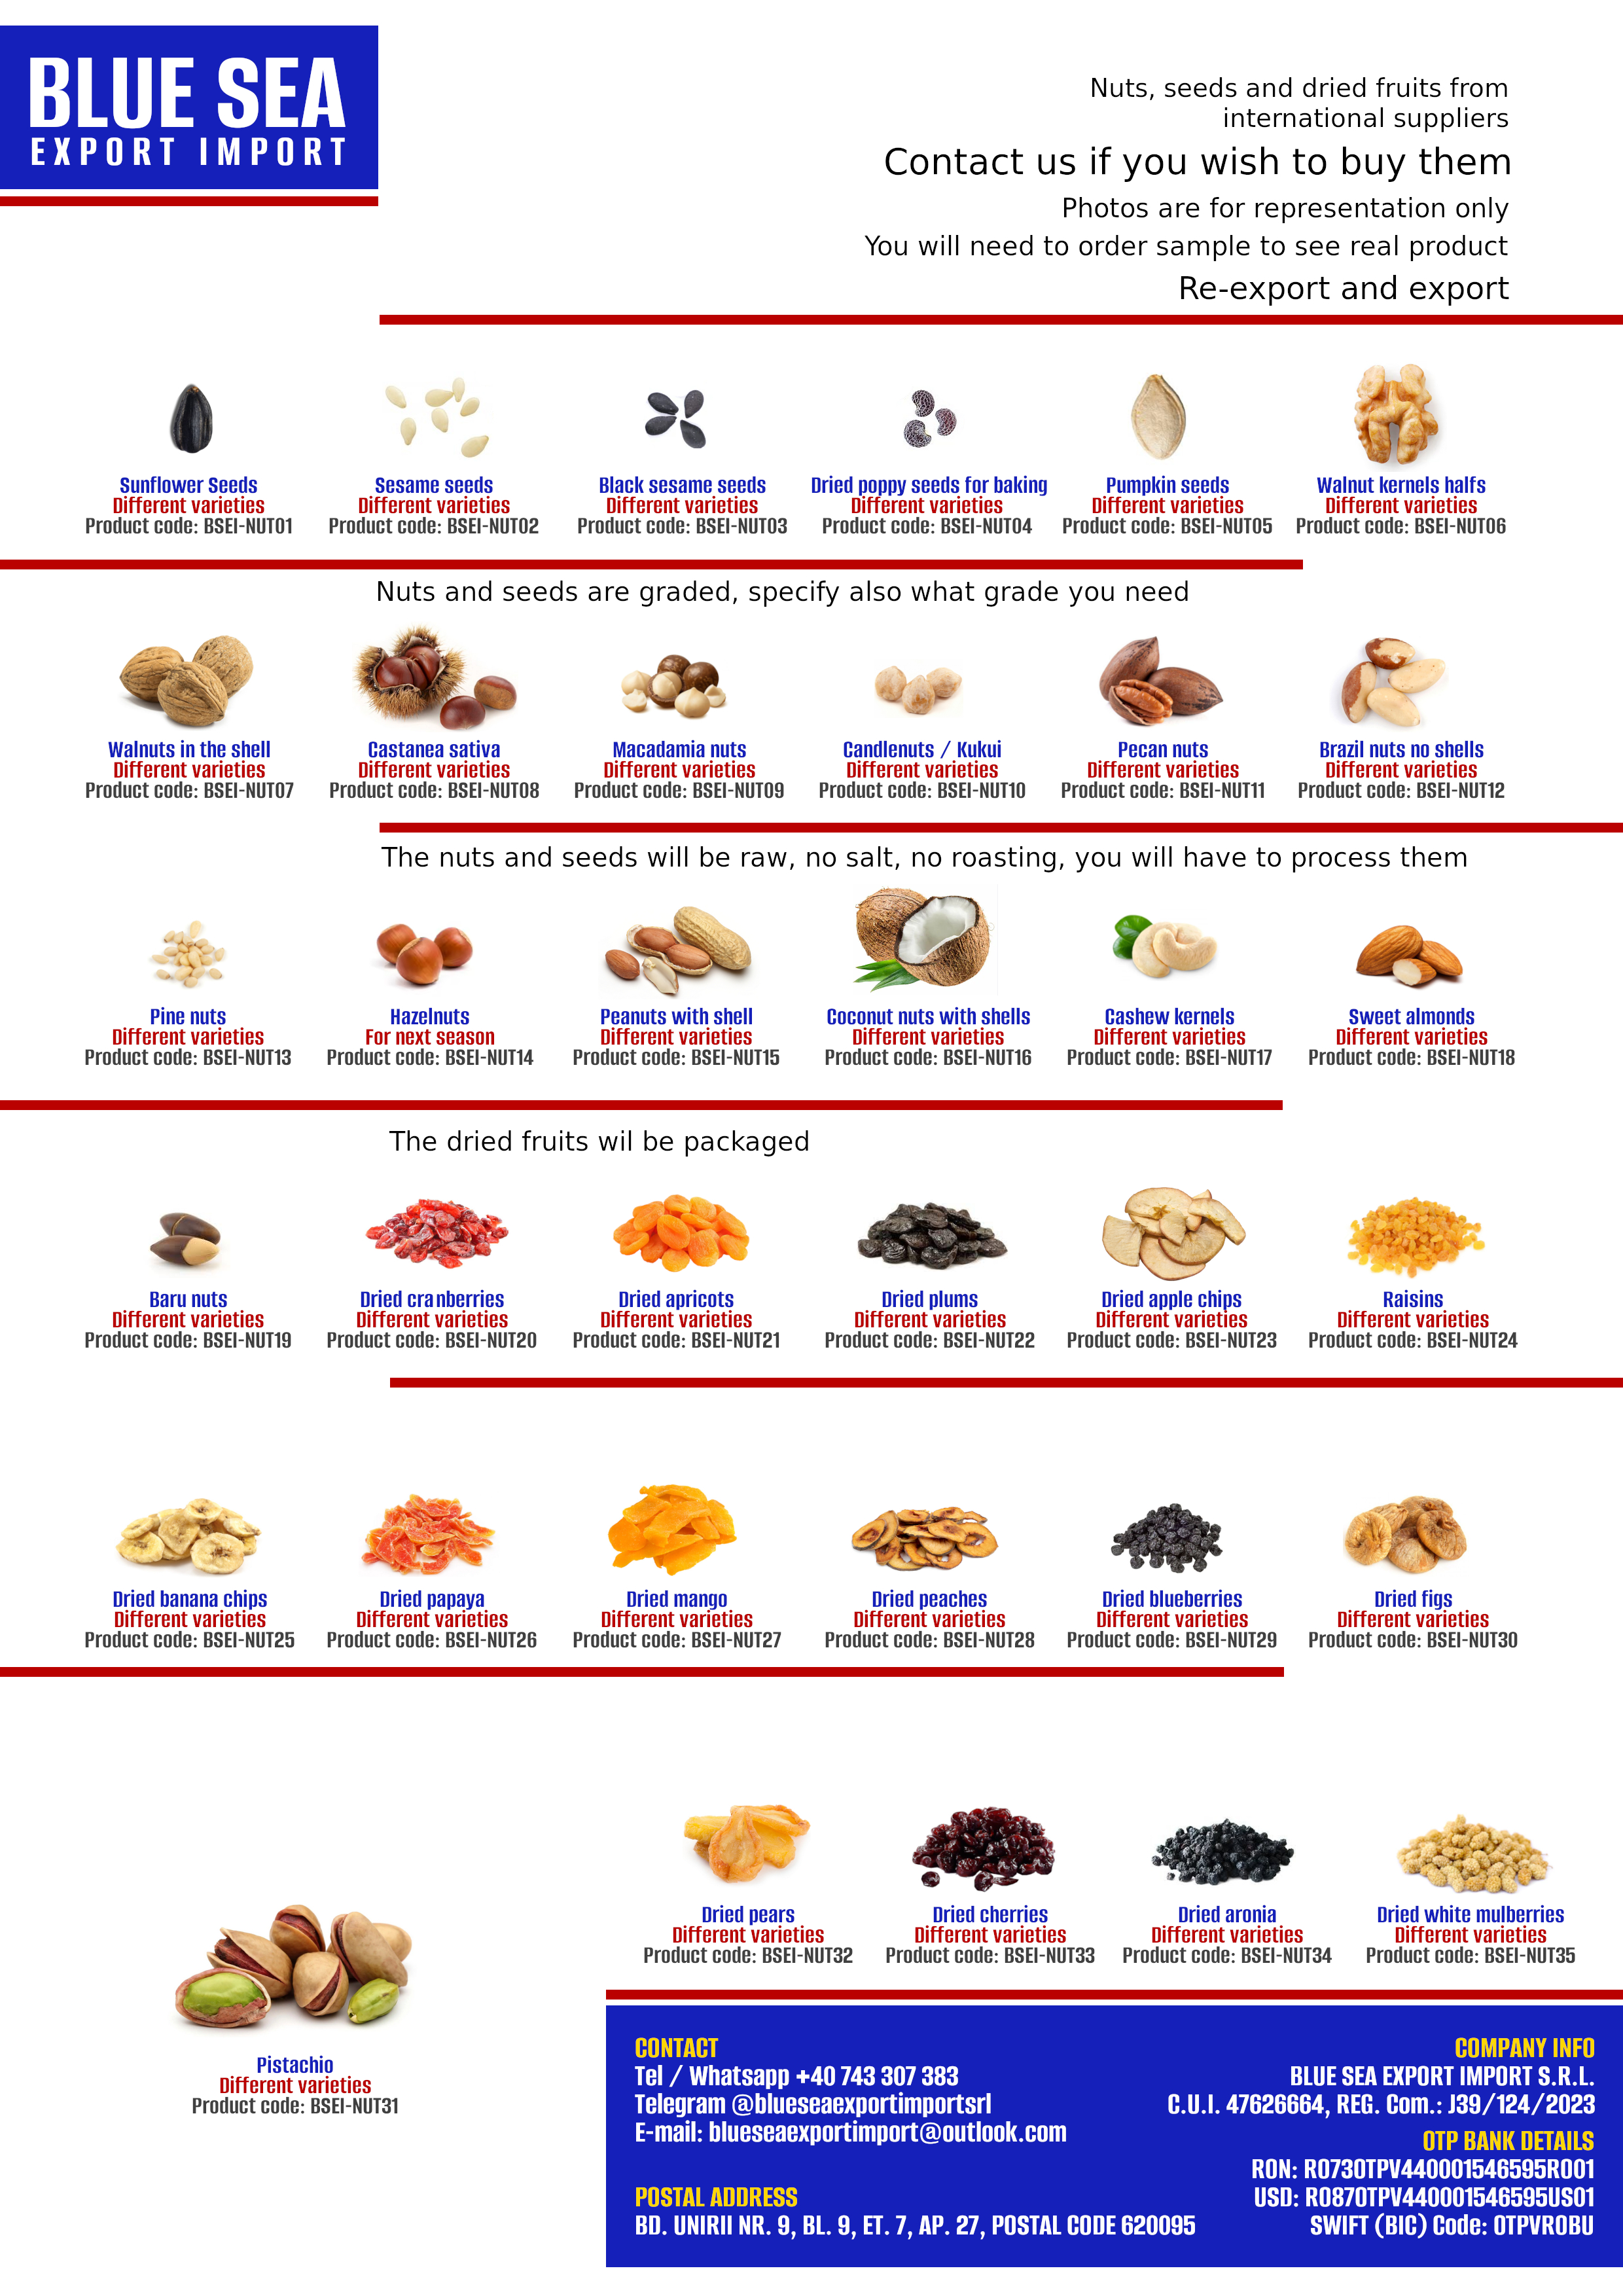 BLUE SEA
EXPORT IMPORT
Nuts, seeds and dried fruits from
international suppliers
Contact us if you wish to buy them
Photos are for representation only
You will need to order sample to see real product
Re-export and export
Sunflower Seeds
Different varieties
Product code: BSEI-NUT01
Sesame seeds
Different varieties
Product code: BSEI-NUT02
Black sesame seeds
Different varieties
Product code: BSEI-NUT03
Dried poppy seeds for baking
Different varieties
Product code: BSEI-NUT04
Pumpkin seeds
Different varieties
Product code: BSEI-NUT05
Walnut kernels halfs
Different varieties
Product code: BSEI-NUT06
Nuts and seeds are graded, specify also what grade you need
Walnuts in the shell
Different varieties
Product code: BSEI-NUT07
Castanea sativa
Different varieties
Product code: BSEI-NUT08
Macadamia nuts
Different varieties
Product code: BSEI-NUT09
Candlenuts / Kukui
Different varieties
Product code: BSEI-NUT10
Pecan nuts
Different varieties
Product code: BSEI-NUT11
Brazil nuts no shells
Different varieties
Product code: BSEI-NUT12
The nuts and seeds will be raw, no salt, no roasting, you will have to process them
Pine nuts
Different varieties
Product code: BSEI-NUT13
Hazelnuts
For next season
Product code: BSEI-NUT14
Peanuts with shell
Different varieties
Product code: BSEI-NUT15
Coconut nuts with shells
Different varieties
Product code: BSEI-NUT16
Cashew kernels
Different varieties
Product code: BSEI-NUT17
Sweet almonds
Different varieties
Product code: BSEI-NUT18
The dried fruits wil be packaged
Baru nuts
Different varieties
Product code: BSEI-NUT19
Dried cranberries
Different varieties
Product code: BSEI-NUT20
Dried apricots
Different varieties
Product code: BSEI-NUT21
Dried plums
Different varieties
Product code: BSEI-NUT22
Dried apple chips
Different varieties
Product code: BSEI-NUT23
Raisins
Different varieties
Product code: BSEI-NUT24
Dried banana chips
Different varieties
Product code: BSEI-NUT25
Dried papaya
Different varieties
Product code: BSEI-NUT26
Dried mango
Different varieties
Product code: BSEI-NUT27
Dried peaches
Different varieties
Product code: BSEI-NUT28
Dried blueberries
Different varieties
Product code: BSEI-NUT29
Dried figs
Different varieties
Product code: BSEI-NUT30
Pistachio
Different varieties
Product code: BSEI-NUT31
Dried pears
Different varieties
Product code: BSEI-NUT32
Dried cherries
Different varieties
Product code: BSEI-NUT33
Dried aronia
Different varieties
Product code: BSEI-NUT34
Dried white mulberries
Different varieties
Product code: BSEI-NUT35
CONTACT
Tel / Whatsapp +40 743 307 383
Telegram @blueseaexportimportsrl
E-mail: blueseaexportimport@outlook.com
POSTAL ADDRESS
BD. UNIRII NR. 9, BL. 9, ET. 7, AP. 27, POSTAL CODE 620095
COMPANY INFO
BLUE SEA EXPORT IMPORT S.R.L.
C.U.I. 47626664, REG. Com.: J39/124/2023
OTP BANK DETAILS
RON: RO73OTPV440001546595RO01
USD: RO87OTPV440001546595US01
SWIFT (BIC) Code: OTPVROBU